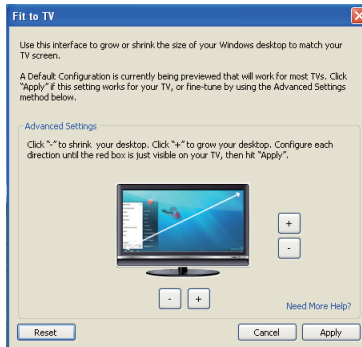 Fit to TV
Use this interface to grow or shrink the size of your Windows desktop to match your
TV screen.
A Default Configuration is currently being previewed that will work for most TVs. Click
"Apply" if this setting works for your TV, or fine-tune by using the Advanced Settings
method below.
Advanced Settings
Click "-" to shrink your desktop. Click "+" to grow your desktop. Configure each
direction until the red box is just visible on your TV, then hit "Apply".
+
-
- +
Need More Help?
Reset Cancel Apply